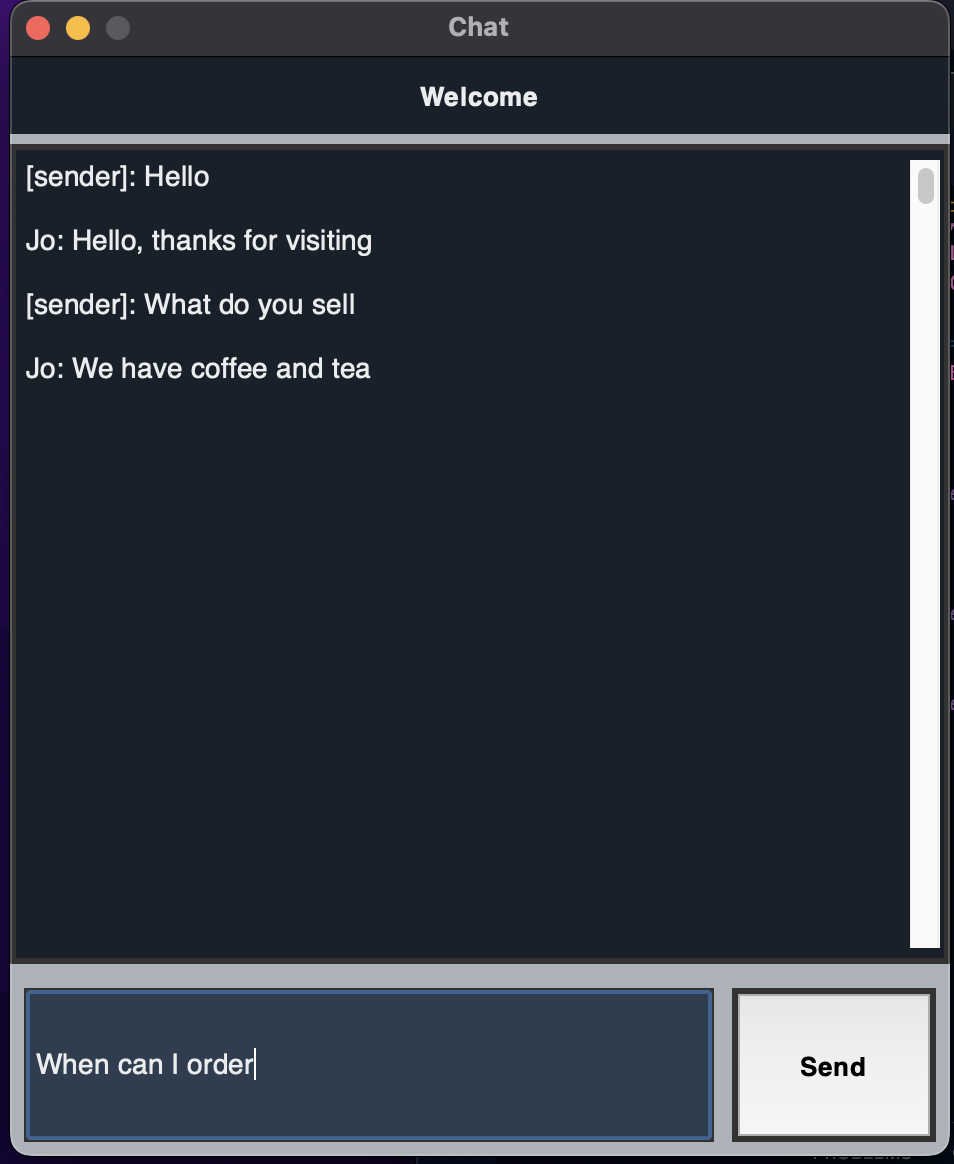 Chat
Welcome
[sender]: Hello
Jo: Hello, thanks for visiting
[sender]: What do you sell
Jo: We have coffee and tea
When can I order
Send